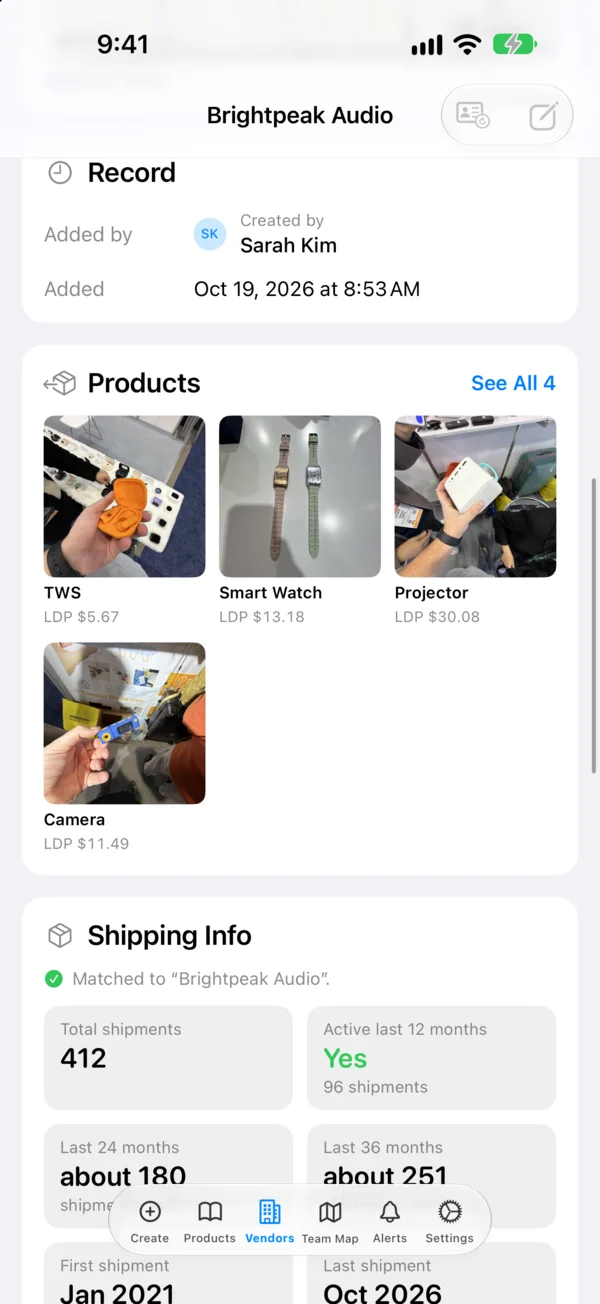 9:41
Brightpeak Audio
Record
Added by
SK
Created by
Sarah Kim
Added
Oct 19, 2026 at 8:53 AM
Products
See All 4
TWS
LDP $5.67
Smart Watch
LDP $13.18
Projector
LDP $30.08
Camera
LDP $11.49
Shipping Info
Matched to “Brightpeak Audio”.
Total shipments
412
Active last 12 months
Yes
96 shipments
Last 24 months
about 180
Last 36 months
about 251
Create
Products
Vendors
Team Map
Alerts
Settings
First shipment
Jan 2021
Last shipment
Oct 2026